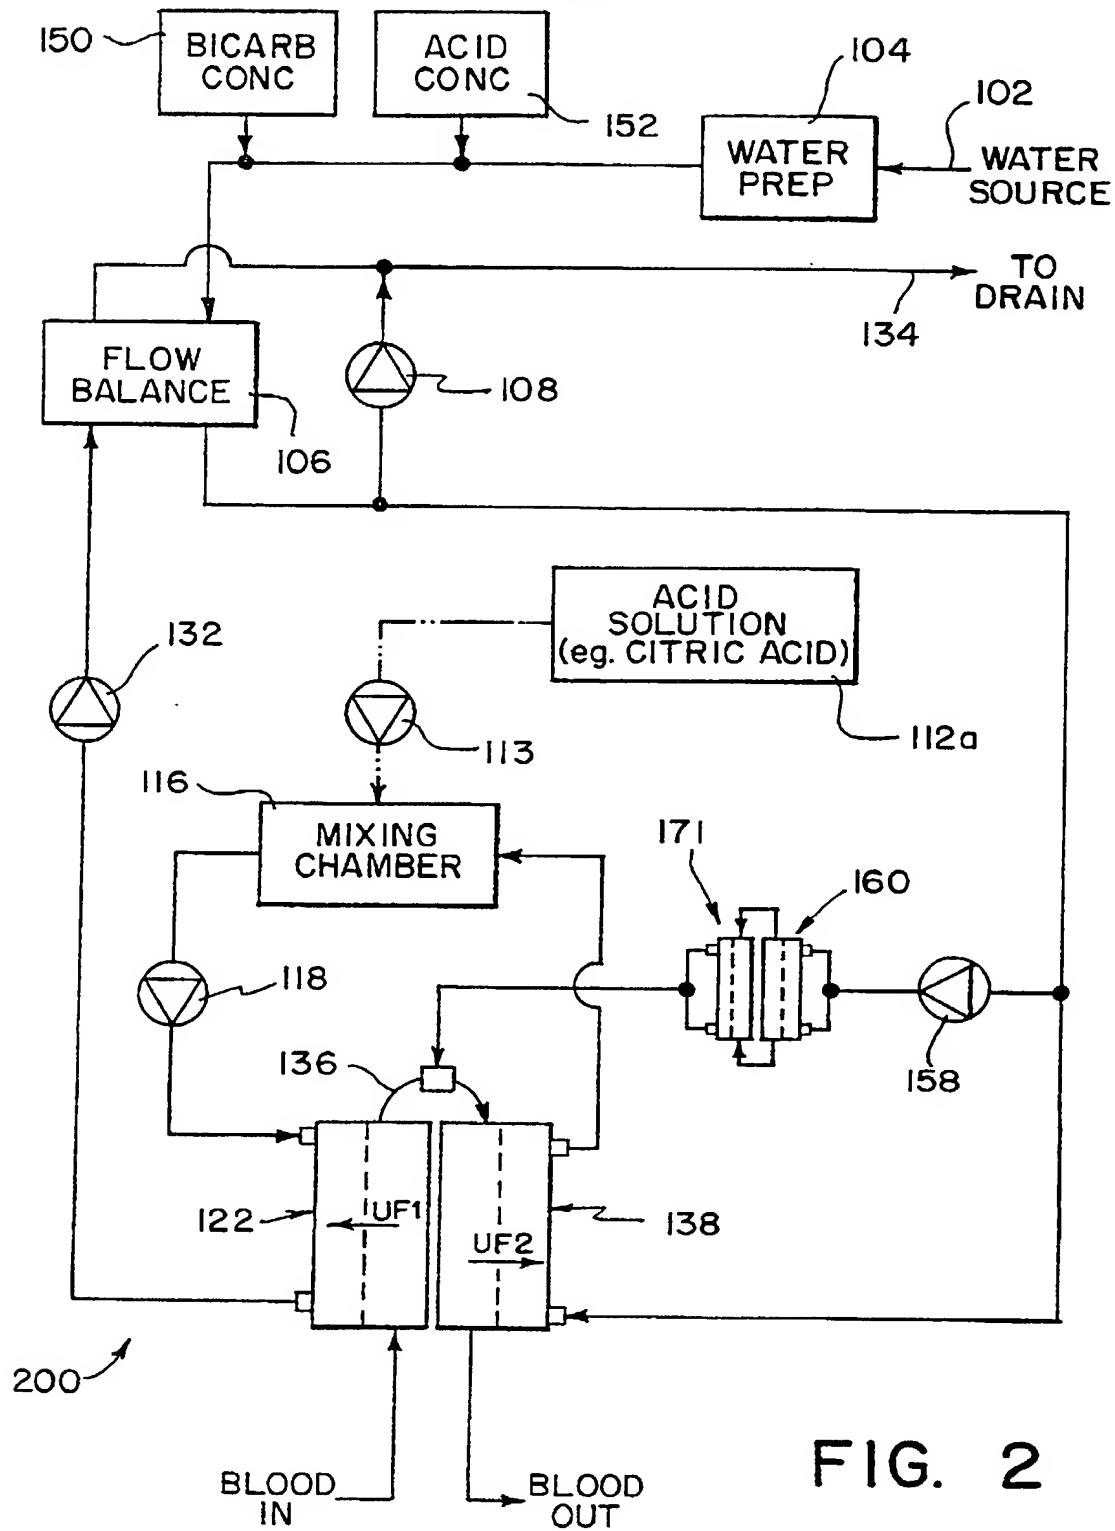 150
BICARB
CONC
ACID
CONC
152
104
WATER
PREP
102
WATER
SOURCE
TO
DRAIN
134
FLOW
BALANCE
106
108
ACID
SOLUTION
(eg. CITRIC ACID)
112a
132
113
116
MIXING
CHAMBER
171
160
118
158
136
122
UF1
UF2
138
200
BLOOD
IN
BLOOD
OUT
FIG. 2